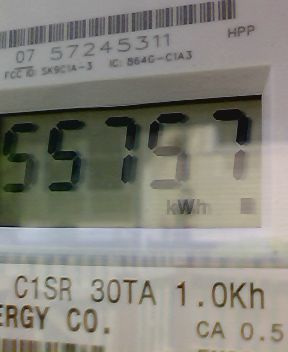 HPP
07 57245311
FCC ID: SK9C1A-3 IC: 864G-C1A3
55757
kWh
C1SR 30TA 1.0Kh
ERGY CO.
CA 0.5